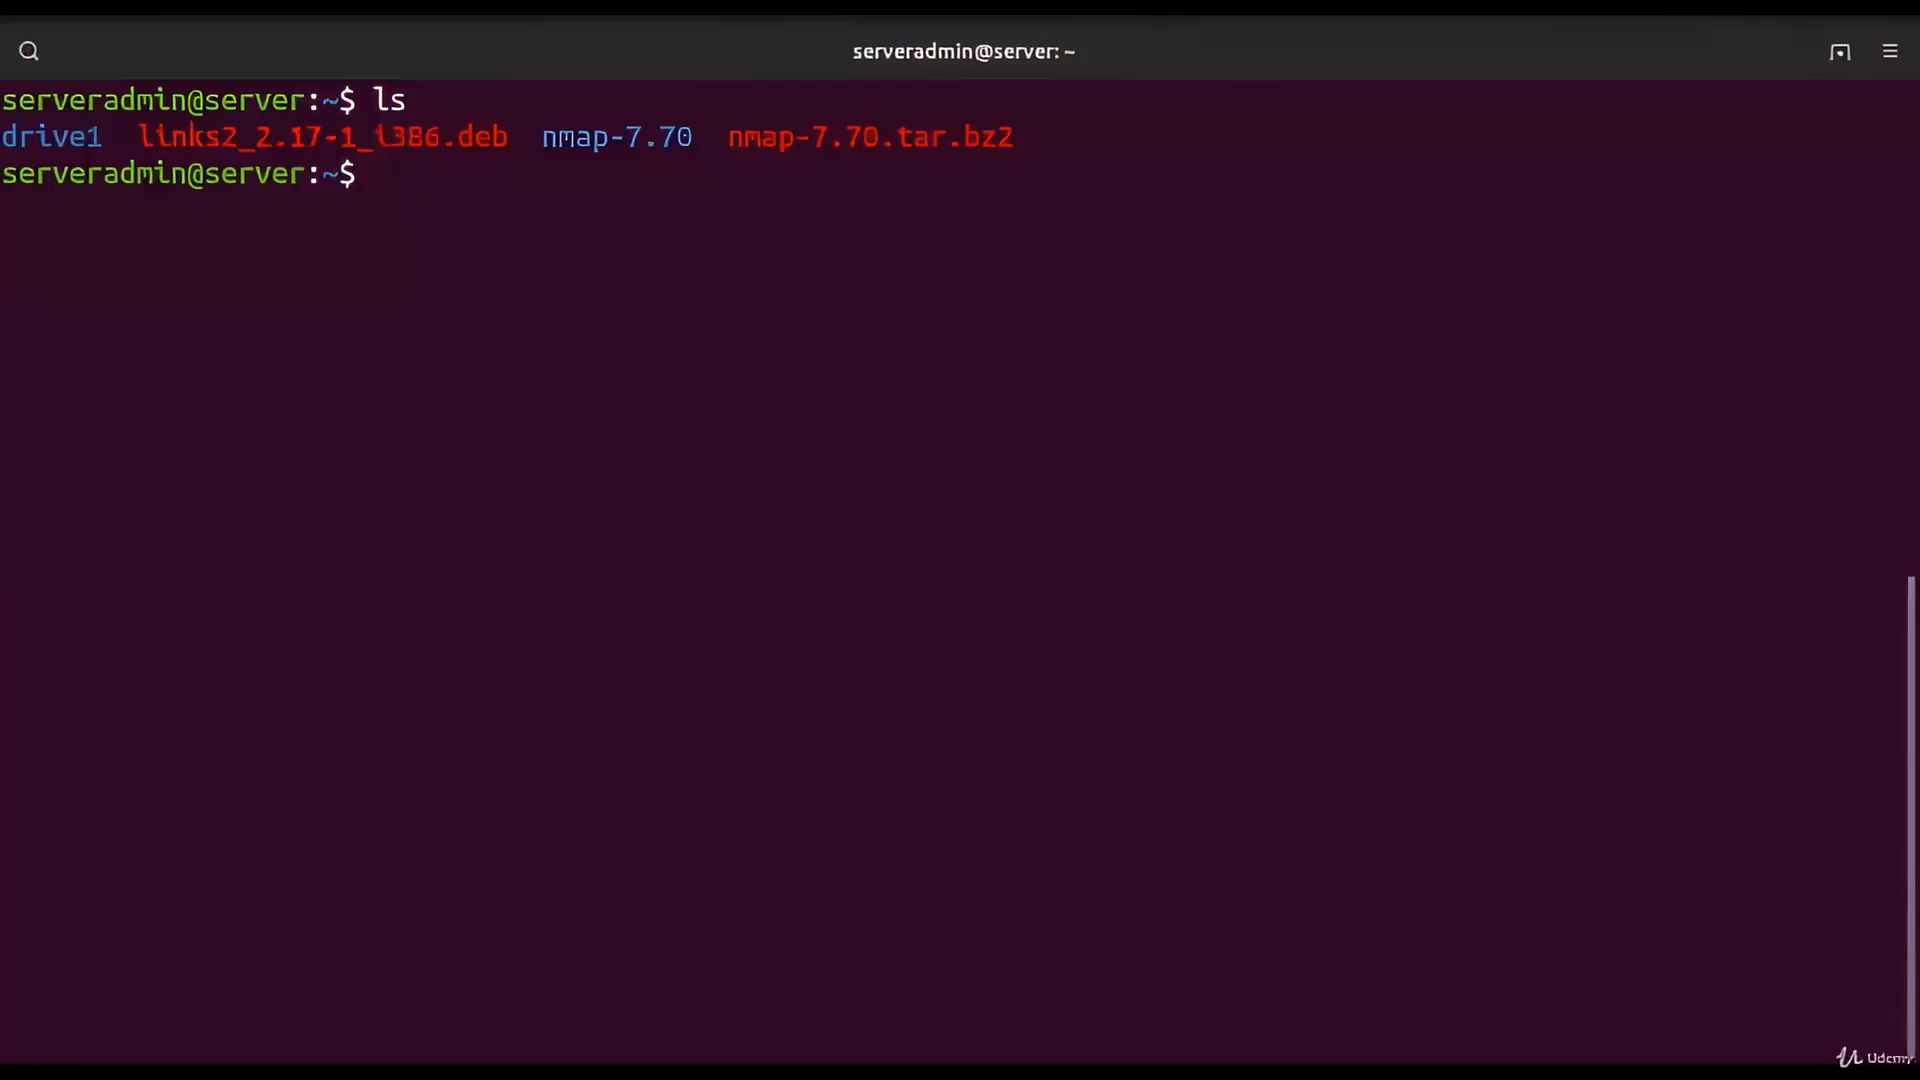 serveradmin@server: ~
serveradmin@server:~$ ls
drive1 links2_2.17-1_i386.deb nmap-7.70 nmap-7.70.tar.bz2
serveradmin@server:~$
Udemy